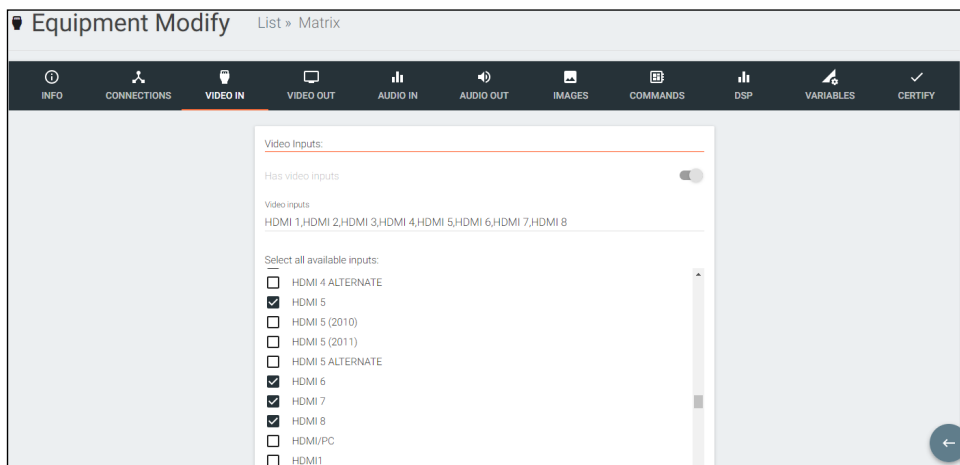 Equipment Modify List » Matrix
INFO CONNECTIONS VIDEO IN VIDEO OUT AUDIO IN AUDIO OUT IMAGES COMMANDS DSP VARIABLES CERTIFY
Video Inputs:
Has video inputs
Video inputs
HDMI 1,HDMI 2,HDMI 3,HDMI 4,HDMI 5,HDMI 6,HDMI 7,HDMI 8
Select all available inputs:
HDMI 4 ALTERNATE
HDMI 5
HDMI 5 (2010)
HDMI 5 (2011)
HDMI 5 ALTERNATE
HDMI 6
HDMI 7
HDMI 8
HDMI/PC
HDMI1